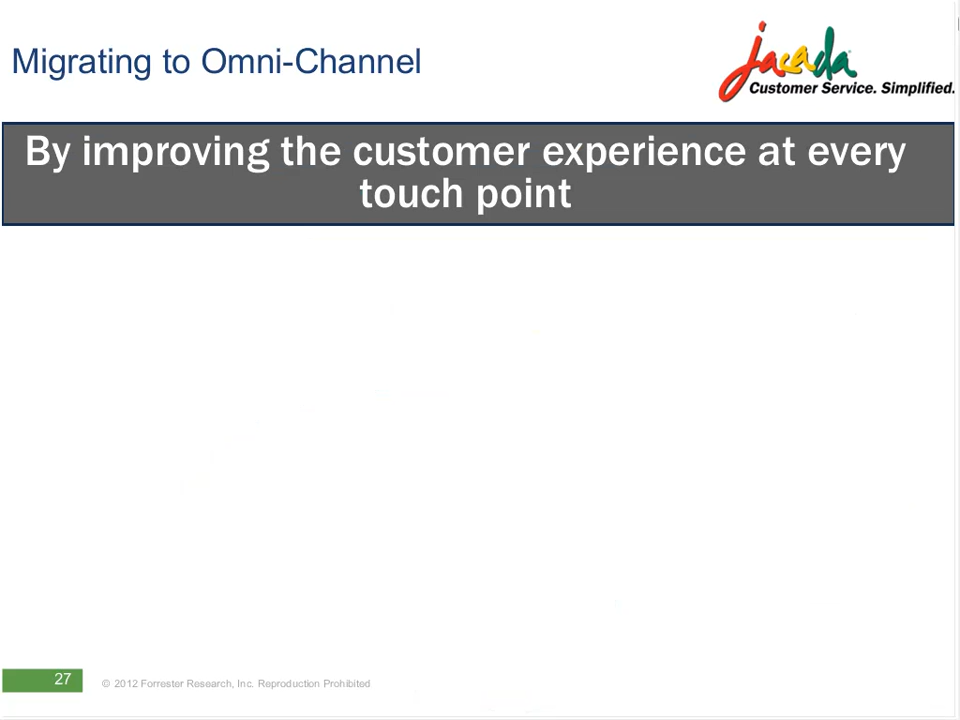 Migrating to Omni-Channel
jacada
Customer Service. Simplified.
By improving the customer experience at every
touch point
27
© 2012 Forrester Research, Inc. Reproduction Prohibited